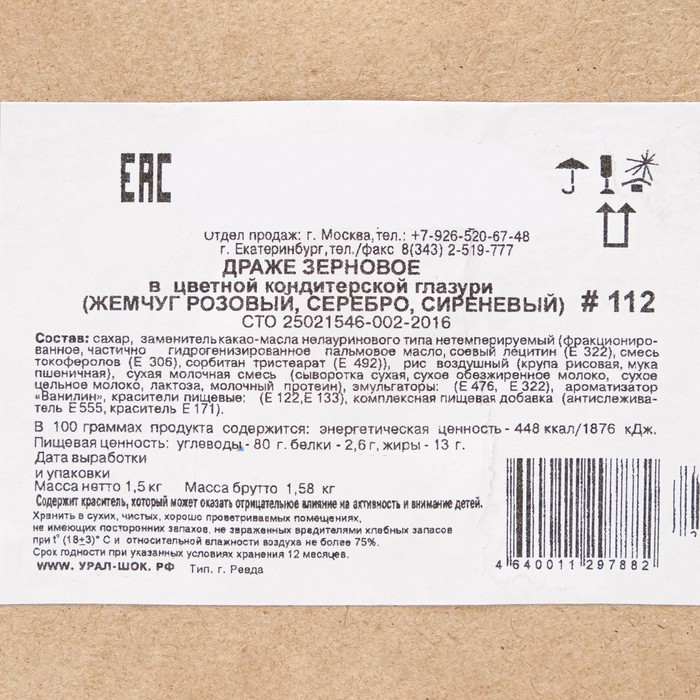 ЕАС
Отдел продаж: г. Москва,тел.: +7-926-520-67-48
г. Екатеринбург,тел./факс 8(343) 2-519-777
ДРАЖЕ ЗЕРНОВОЕ
в цветной кондитерской глазури
(ЖЕМЧУГ РОЗОВЫЙ, СЕРЕБРО, СИРЕНЕВЫЙ) # 112
СТО 25021546-002-2016
Состав: сахар, заменитель какао-масла нелауринового типа нетемперируемый (фракциониро-
ванное, частично гидрогенизированное пальмовое масло, соевый лецитин (Е 322), смесь
токоферолов (Е 306), сорбитан тристеарат (Е 492)), рис воздушный (крупа рисовая, мука
пшеничная), сухая молочная смесь (сыворотка сухая, сухое обезжиренное молоко, сухое
цельное молоко, лактоза, молочный протеин), эмульгаторы: (Е 476, Е 322), ароматизатор
«Ванилин», красители пищевые: (Е 122,Е 133), комплексная пищевая добавка (антислежива-
тель Е 555, краситель Е 171).
В 100 граммах продукта содержится: энергетическая ценность - 448 ккал/1876 кДж.
Пищевая ценность: углеводы - 80 г. белки - 2,6 г, жиры - 13 г.
Дата выработки
и упаковки
Масса нетто 1,5 кг Масса брутто 1,58 кг
Содержит краситель, который может оказать отрицательное влияние на активность и внимание детей.
Хранить в сухих, чистых, хорошо проветриваемых помещениях,
не имеющих посторонних запахов, не зараженных вредителями хлебных запасов
при t° (18±3)° С и относительной влажности воздуха не более 75%.
Срок годности при указанных условиях хранения 12 месяцев.
WWW. УРАЛ-ШОК. РФ Тип. г. Ревда
4 640011 297882